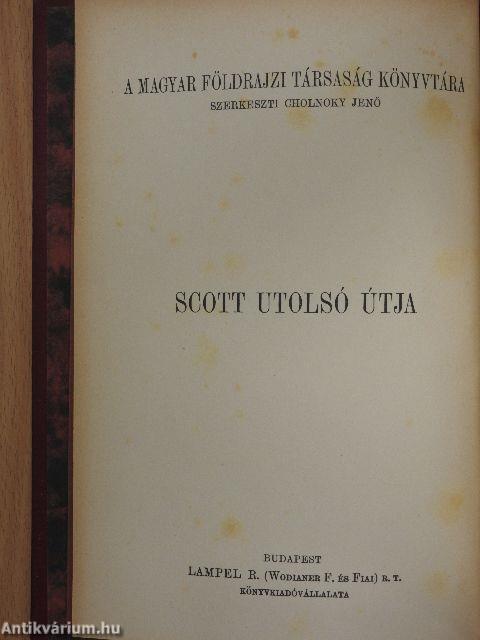 A MAGYAR FÖLDRAJZI TÁRSASÁG KÖNYVTÁRA
SZERKESZTI CHOLNOKY JENŐ
SCOTT UTOLSÓ ÚTJA
BUDAPEST
LAMPEL R. (WODIANER F. ÉS FIAI) R. T.
KÖNYVKIADÓVÁLLALATA
Antikvárium.hu